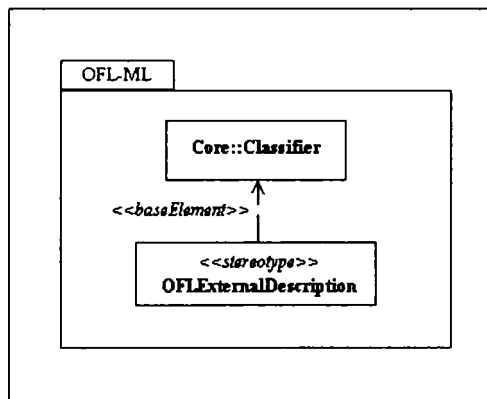 OFL-ML
Core::Classifier
<<baseElement>>
<<stereotype>>
OFLExternalDescription